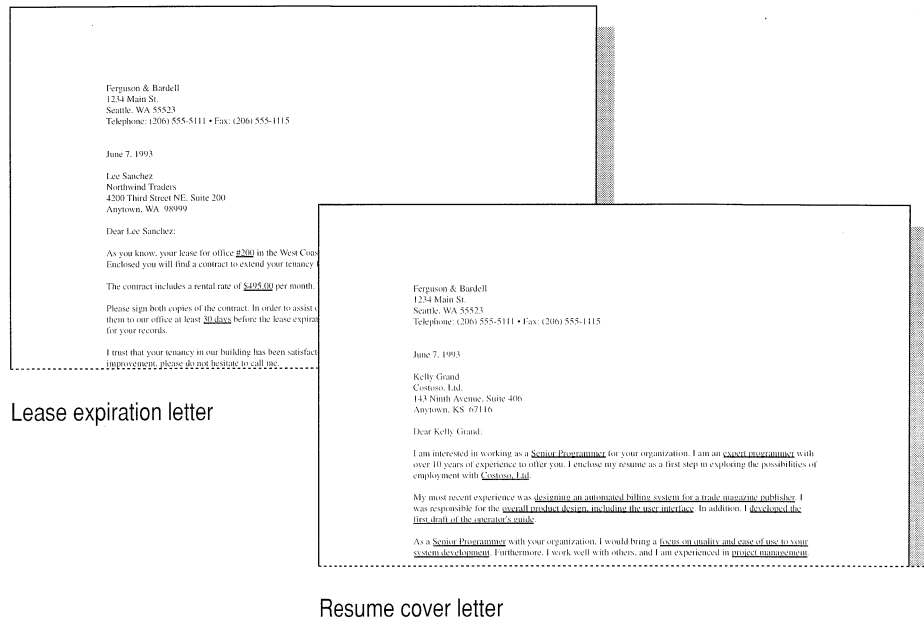 Ferguson & Bardell
1234 Main St.
Seattle, WA 55523
Telephone: (206) 555-5111 • Fax: (206) 555-1115
June 7, 1993
Lee Sanchez
Northwind Traders
4200 Third Street NE, Suite 200
Anytown, WA 98999
Dear Lee Sanchez:
As you know, your lease for office #200 in the West Coas
Enclosed you will find a contract to extend your tenancy
The contract includes a rental rate of $495.00 per month.
Please sign both copies of the contract. In order to assist
them to our office at least 30 days before the lease expirat
for your records.
I trust that your tenancy in our building has been satisfact
improvement, please do not hesitate to call me.
Lease expiration letter
Ferguson & Bardell
1234 Main St.
Seattle, WA 55523
Telephone: (206) 555-5111 • Fax: (206) 555-1115
June 7, 1993
Kelly Grand
Costoso, Ltd.
143 Ninth Avenue, Suite 406
Anytown, KS 67116
Dear Kelly Grand:
I am interested in working as a Senior Programmer for your organization. I am an expert programmer with
over 10 years of experience to offer you. I enclose my resume as a first step in exploring the possibilities of
employment with Costoso, Ltd.
My most recent experience was designing an automated billing system for a trade magazine publisher. I
was responsible for the overall product design, including the user interface. In addition, I developed the
first draft of the operator's guide.
As a Senior Programmer with your organization, I would bring a focus on quality and ease of use to your
system development. Furthermore, I work well with others, and I am experienced in project management.
Resume cover letter